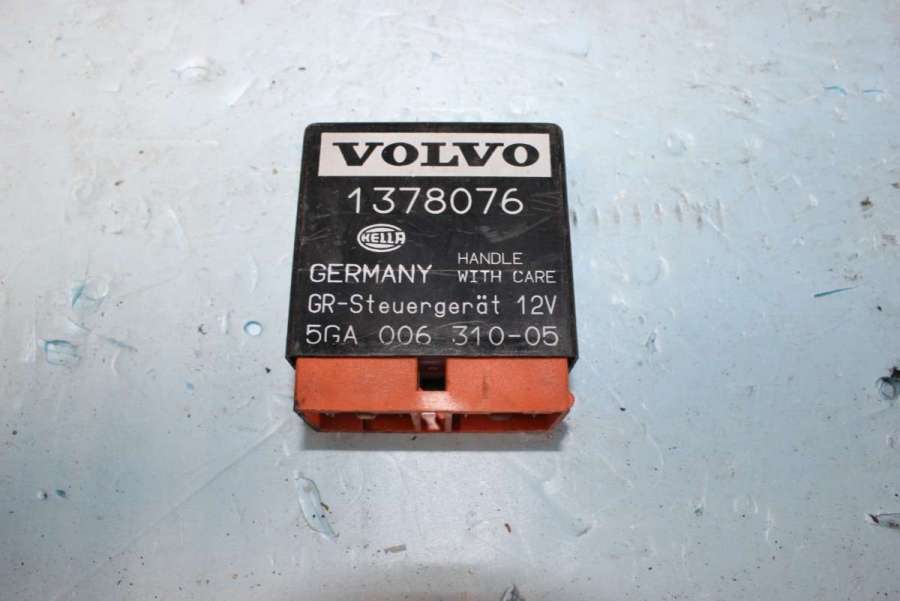 VOLVO
1378076
HELLA
HANDLE
GERMANY WITH CARE
GR-Steuergerät 12V
5GA 006 310-05